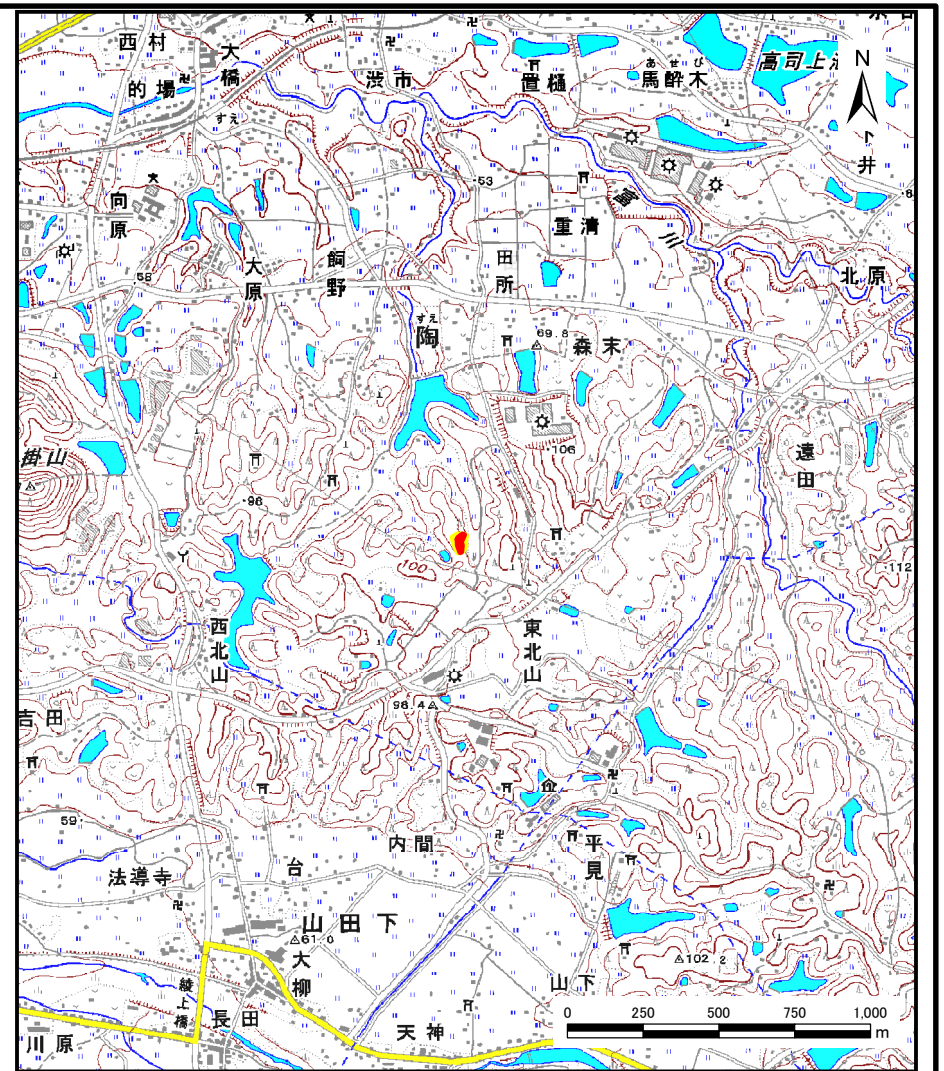 西村
大橋
的場
すえ
渋市
置樋
あせび
馬酔木
高司上池
N
井
向原
53
富
川
重清
大原
飼野
田所
58
北原
すえ
陶
69.8
森末
掛山
106
遠田
96
100
112
西北山
東北山
98.4
吉田
59
内間
平見
法導寺
台
山田下
61.0
大柳
102.2
綾上橋
長田
山下
天神
川原
0 250 500 750 1,000
m